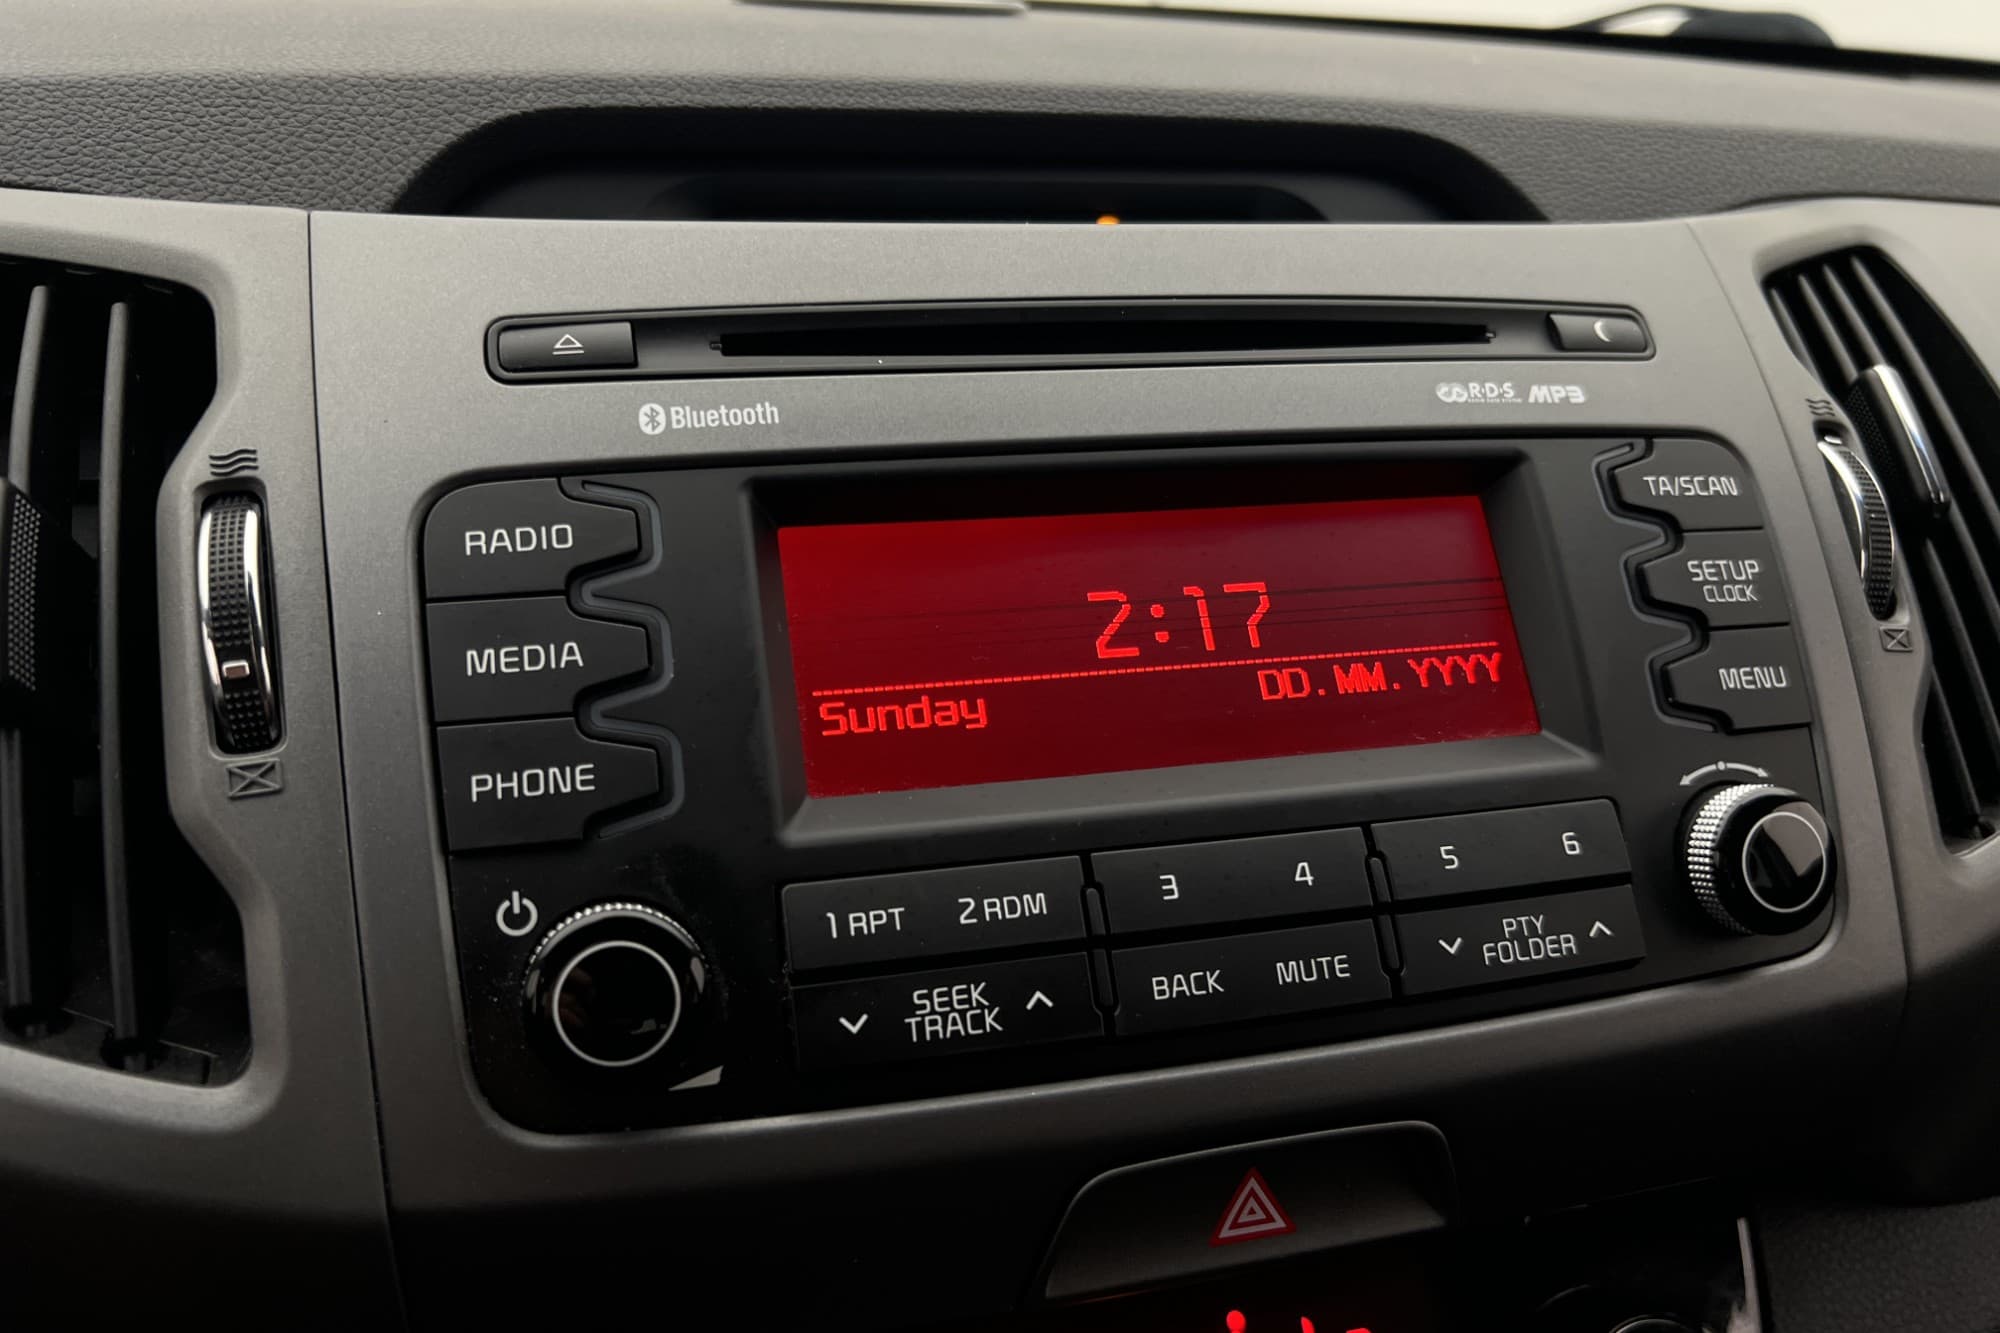 Bluetooth
R·D·S MP3
RADIO
TA/SCAN
MEDIA
SETUP
CLOCK
2:17
Sunday
DD.MM.YYYY
PHONE
MENU
1 RPT
2 RDM
3
4
5
6
SEEK
TRACK
BACK
MUTE
PTY
FOLDER